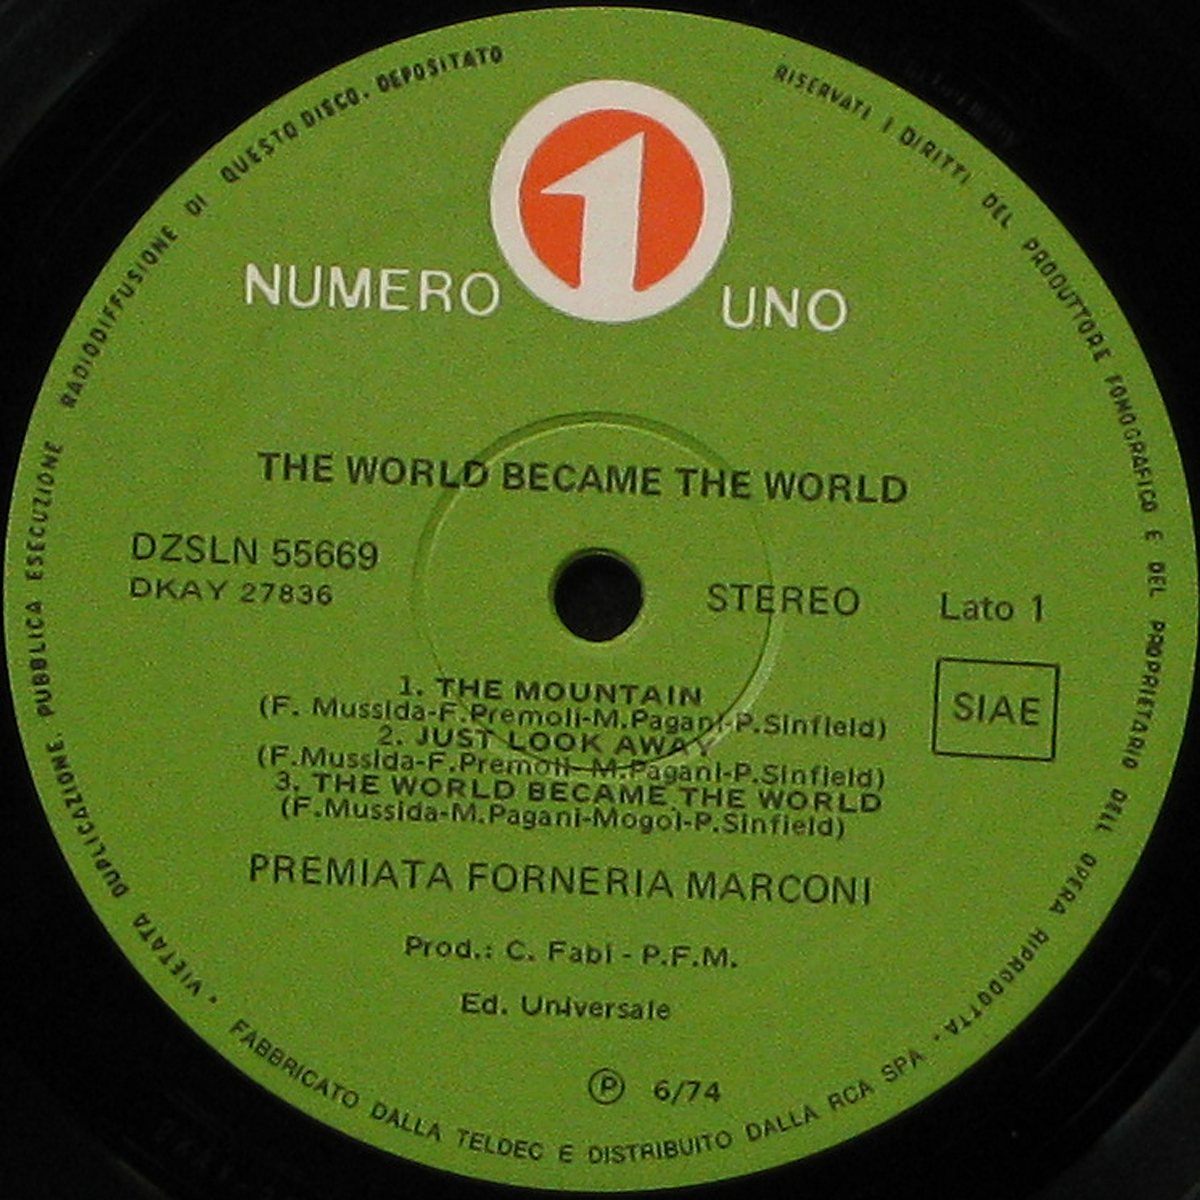 NUMERO 1 UNO
THE WORLD BECAME THE WORLD
DZSLN 55669
DKAY 27836
STEREO
Lato 1
SIAE
1. THE MOUNTAIN
(F. Mussida-F.Premoli-M.Pagani-P.Sinfield)
2. JUST LOOK AWAY
(F.Mussida-F.Premoli-M.Pagani-P.Sinfield)
3. THE WORLD BECAME THE WORLD
(F.Mussida-M.Pagani-Mogol-P.Sinfield)
PREMIATA FORNERIA MARCONI
Prod.: C. Fabi - P.F.M.
Ed. Universale
Ⓟ 6/74
RISERVATI I DIRITTI DEL PRODUTTORE FOMOGRAFICO E DEL PROPRIETARIO DELL OPERA RIPRODOTTA · VIETATA DUPLICAZIONE, PUBBLICA ESECUZIONE RADIODIFFUSIONE DI QUESTO DISCO. DEPOSITATO
FABBRICATO DALLA TELDEC E DISTRIBUITO DALLA RCA SPA ·